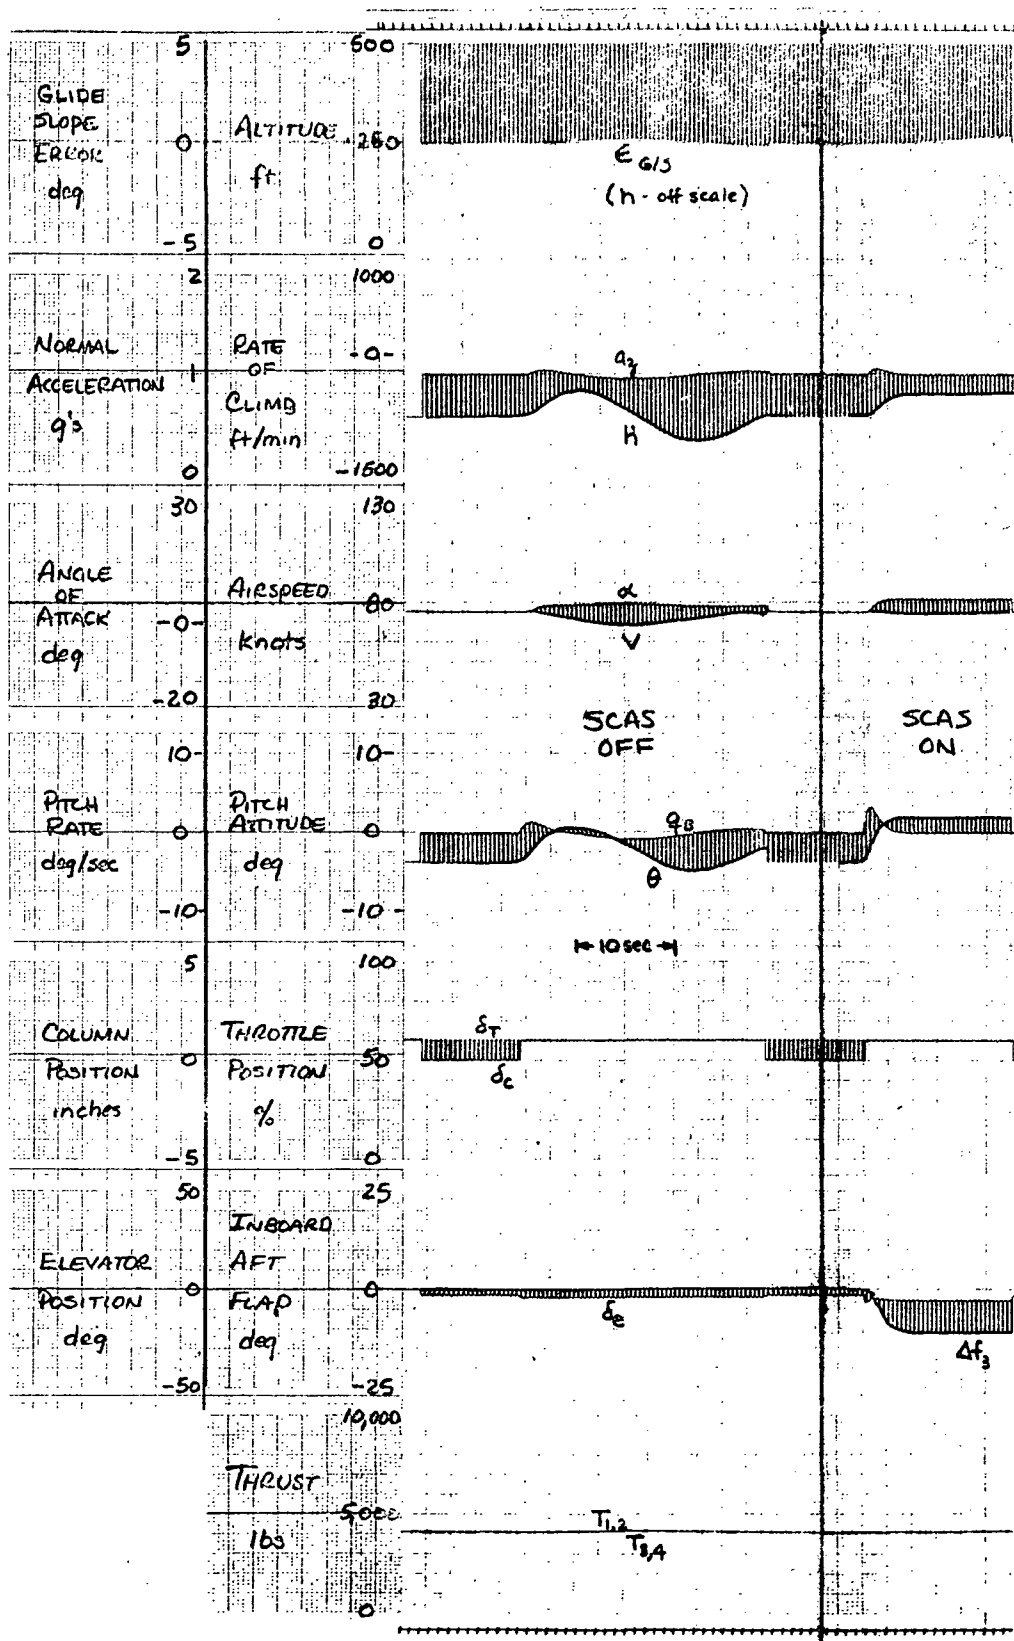 5
500
GLIDE
SLOPE
ERROR
deg
0
ALTITUDE
ft
250
-5
0
ϵ G/S
(h - off scale)
2
1000
NORMAL
ACCELERATION
g's
1
RATE
OF
CLIMB
ft/min
-0-
0
-1500
a_z
ḣ
30
130
ANGLE
OF
ATTACK
deg
-0-
AIRSPEED
knots
80
-20
30
α
V
SCAS
OFF
SCAS
ON
10-
10-
PITCH
RATE
deg/sec
0
PITCH
ATTITUDE
deg
0
-10-
-10-
q_B
θ
10 sec
5
100
COLUMN
POSITION
inches
0
THROTTLE
POSITION
%
50
-5
0
δ_T
δ_c
50
25
ELEVATOR
POSITION
deg
0
INBOARD
AFT
FLAP
deg
0
-50
-25
δ_e
Δf_3
10,000
THRUST
lbs
5,000
0
T_1,2
T_3,4